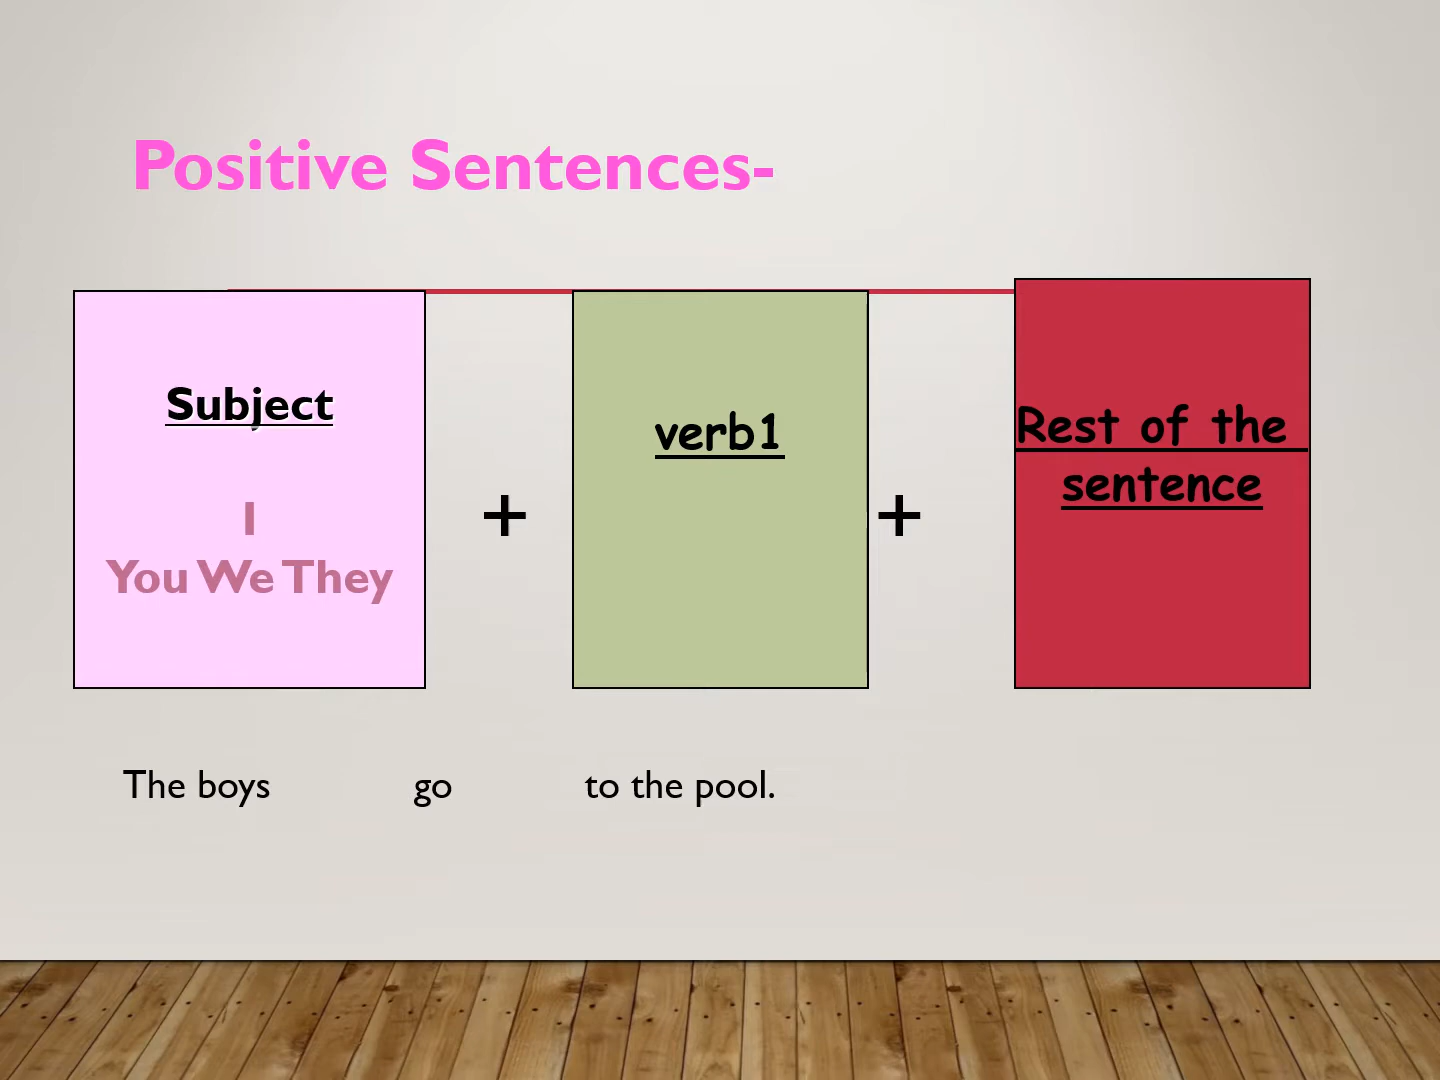 Positive Sentences-
Subject
I
You We They
+
verb1
+
Rest of the
sentence
The boys go to the pool.